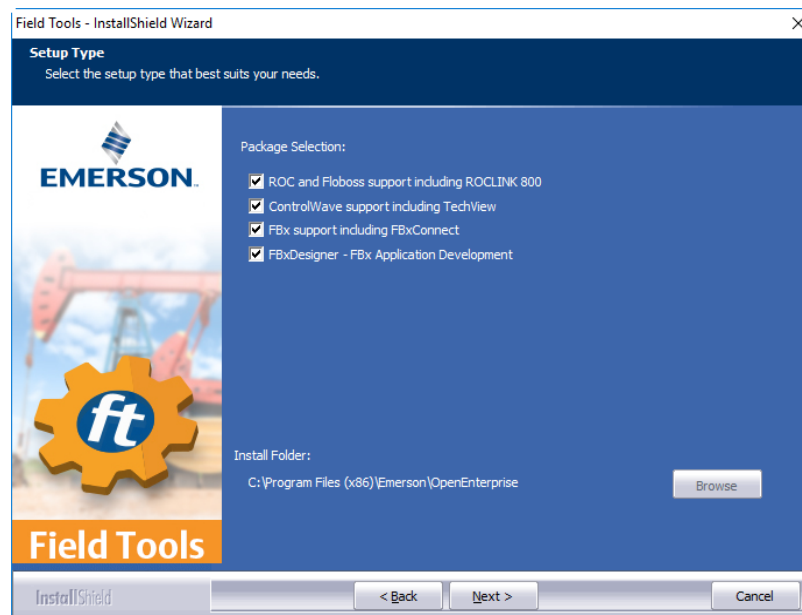 Field Tools - InstallShield Wizard
Setup Type
Select the setup type that best suits your needs.
EMERSON.
Package Selection:
ROC and Floboss support including ROCLINK 800
ControlWave support including TechView
FBx support including FBxConnect
FBxDesigner - FBx Application Development
ft
Install Folder:
C:\Program Files (x86)\Emerson\OpenEnterprise
Browse
Field Tools
InstallShield
< Back
Next >
Cancel